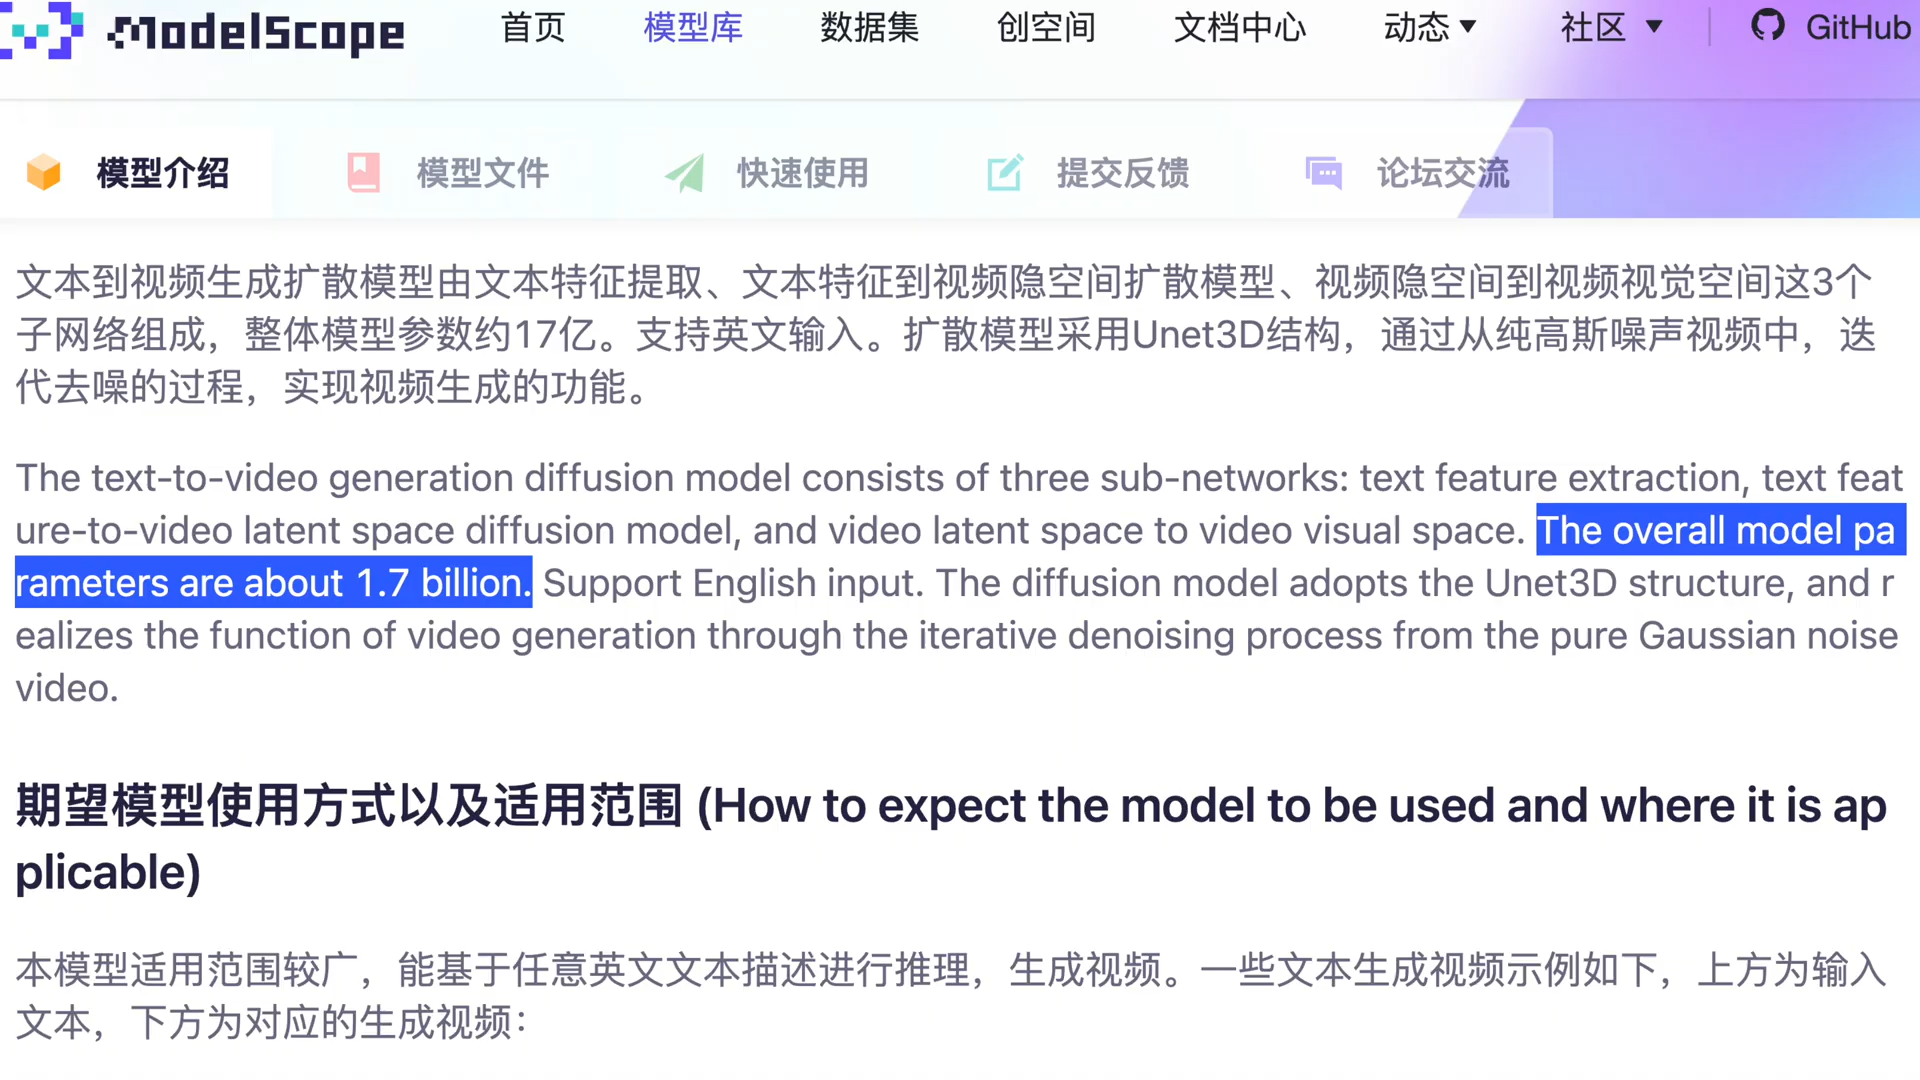 ModelScope 首页 模型库 数据集 创空间 文档中心 动态 社区 GitHub
模型介绍 模型文件 快速使用 提交反馈 论坛交流
文本到视频生成扩散模型由文本特征提取、文本特征到视频隐空间扩散模型、视频隐空间到视频视觉空间这3个
子网络组成，整体模型参数约17亿。支持英文输入。扩散模型采用Unet3D结构，通过从纯高斯噪声视频中，迭
代去噪的过程，实现视频生成的功能。
The text-to-video generation diffusion model consists of three sub-networks: text feature extraction, text feat
ure-to-video latent space diffusion model, and video latent space to video visual space. The overall model pa
rameters are about 1.7 billion. Support English input. The diffusion model adopts the Unet3D structure, and r
ealizes the function of video generation through the iterative denoising process from the pure Gaussian noise
video.
期望模型使用方式以及适用范围 (How to expect the model to be used and where it is ap
plicable)
本模型适用范围较广，能基于任意英文文本描述进行推理，生成视频。一些文本生成视频示例如下，上方为输入
文本，下方为对应的生成视频：